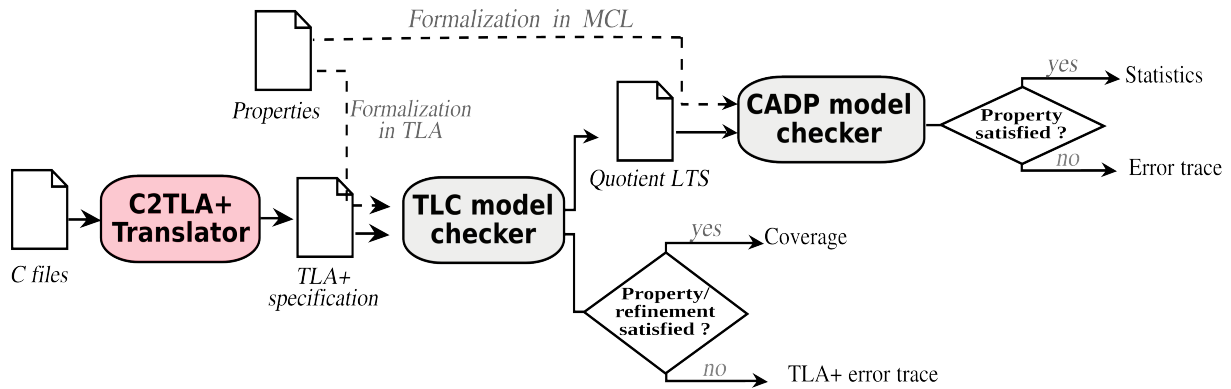 Formalization in MCL
Properties
Formalization
in TLA
yes
Statistics
CADP model
checker
Property
satisfied ?
no
Error trace
Quotient LTS
C2TLA+
Translator
TLC model
checker
C files
TLA+
specification
yes
Coverage
Property/
refinement
satisfied ?
no
TLA+ error trace